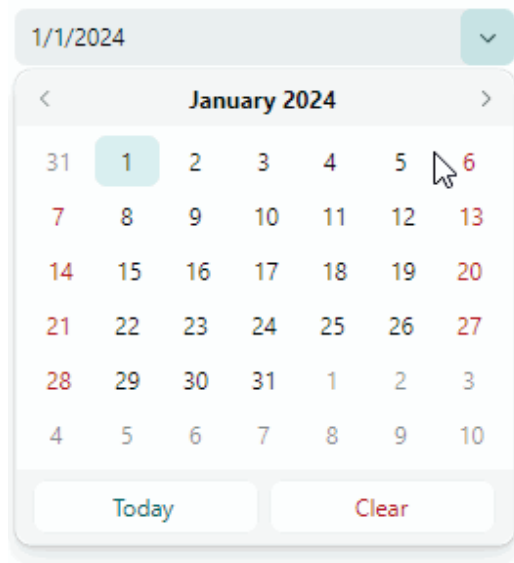 1/1/2024
January 2024
31 1 2 3 4 5 6
7 8 9 10 11 12 13
14 15 16 17 18 19 20
21 22 23 24 25 26 27
28 29 30 31 1 2 3
4 5 6 7 8 9 10
Today Clear